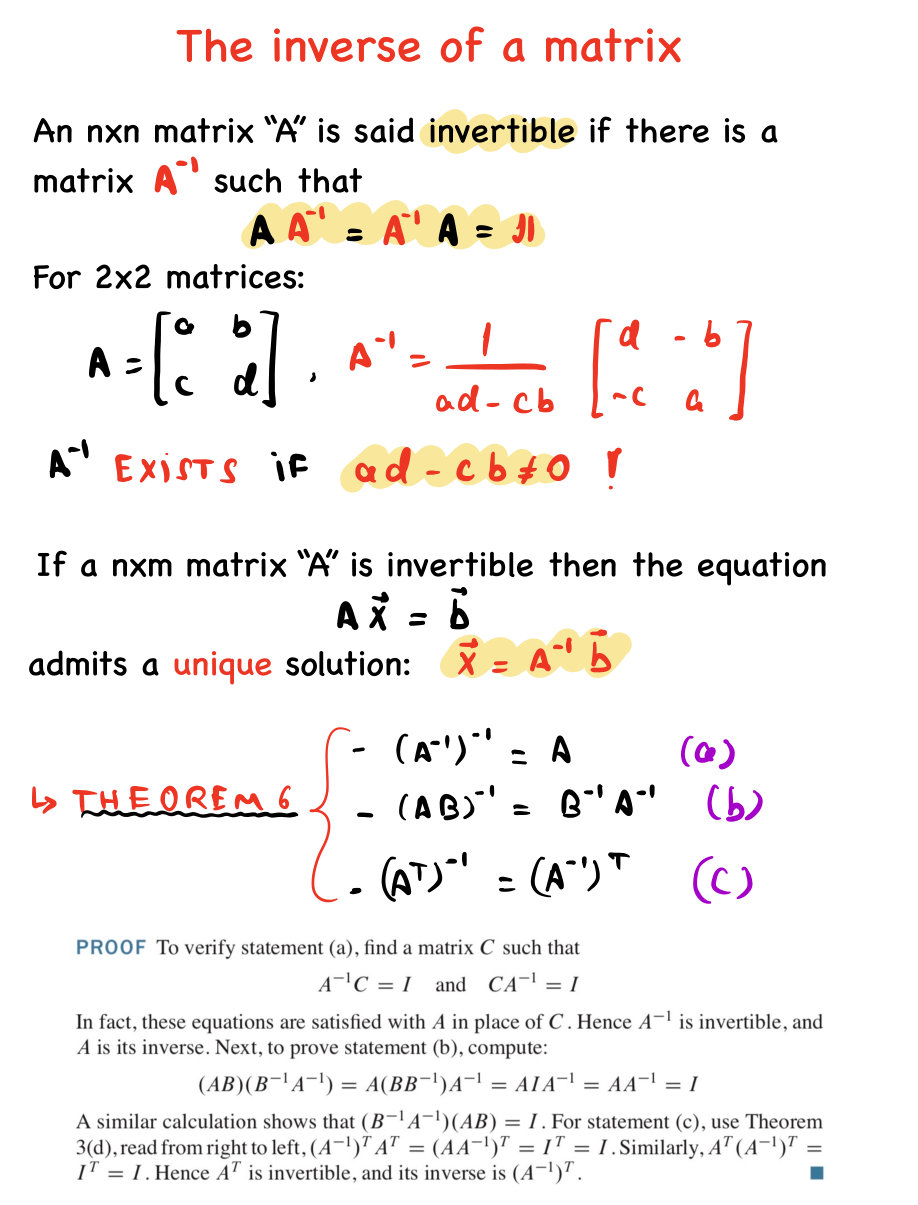 The inverse of a matrix
An nxn matrix “A” is said invertible if there is a
matrix A⁻¹ such that
A A⁻¹ = A⁻¹ A = 𝟙
For 2x2 matrices:
A = [a b; c d] , A⁻¹ = 1/(ad - cb) [d -b; -c a]
A⁻¹ EXiSTS iF ad - cb ≠ 0 !
If a nxm matrix “A” is invertible then the equation
A x⃗ = b⃗
admits a unique solution: x⃗ = A⁻¹ b⃗
- (A⁻¹)⁻¹ = A (a)
↳ THEOREM 6 - (AB)⁻¹ = B⁻¹ A⁻¹ (b)
- (Aᵀ)⁻¹ = (A⁻¹)ᵀ (c)
PROOF To verify statement (a), find a matrix C such that
A⁻¹C = I and CA⁻¹ = I
In fact, these equations are satisfied with A in place of C. Hence A⁻¹ is invertible, and
A is its inverse. Next, to prove statement (b), compute:
(AB)(B⁻¹A⁻¹) = A(BB⁻¹)A⁻¹ = AIA⁻¹ = AA⁻¹ = I
A similar calculation shows that (B⁻¹A⁻¹)(AB) = I. For statement (c), use Theorem
3(d), read from right to left, (A⁻¹)ᵀAᵀ = (AA⁻¹)ᵀ = Iᵀ = I. Similarly, Aᵀ(A⁻¹)ᵀ =
Iᵀ = I. Hence Aᵀ is invertible, and its inverse is (A⁻¹)ᵀ.